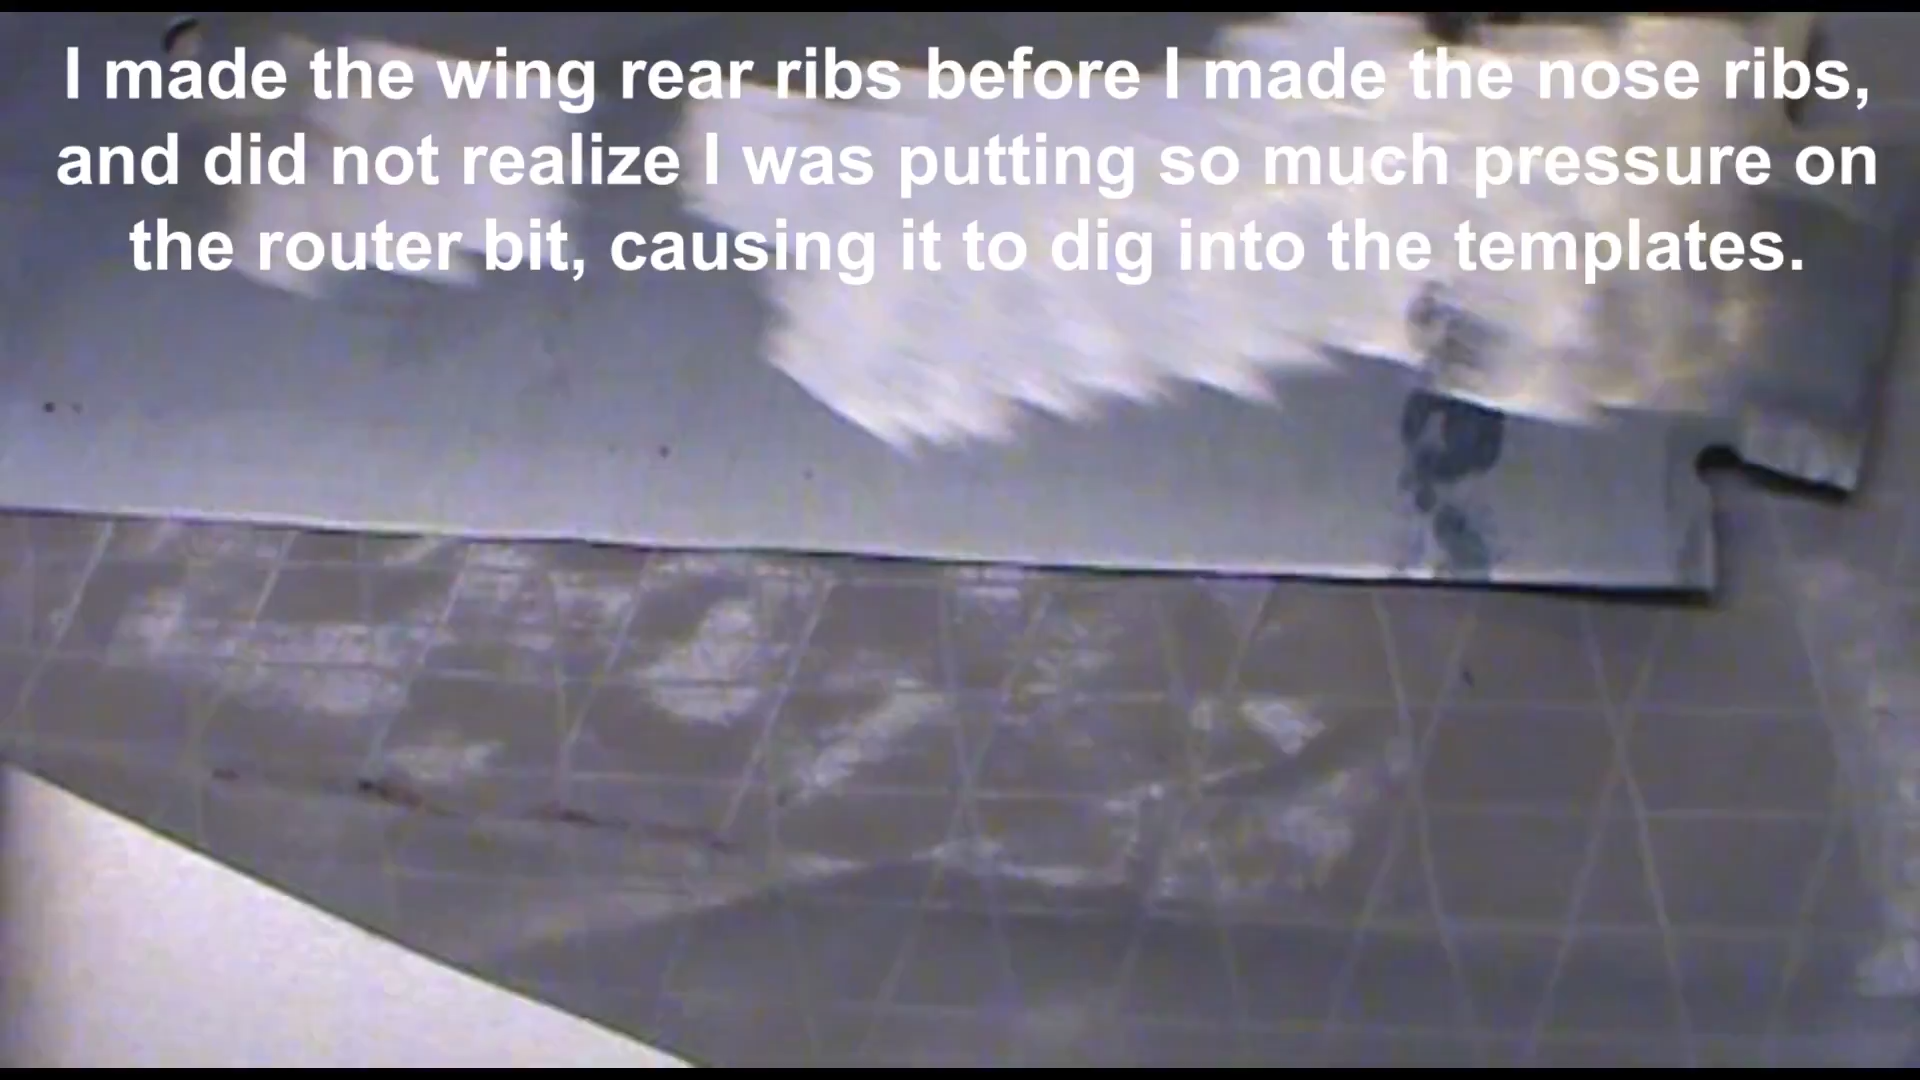 I made the wing rear ribs before I made the nose ribs,
and did not realize I was putting so much pressure on
the router bit, causing it to dig into the templates.